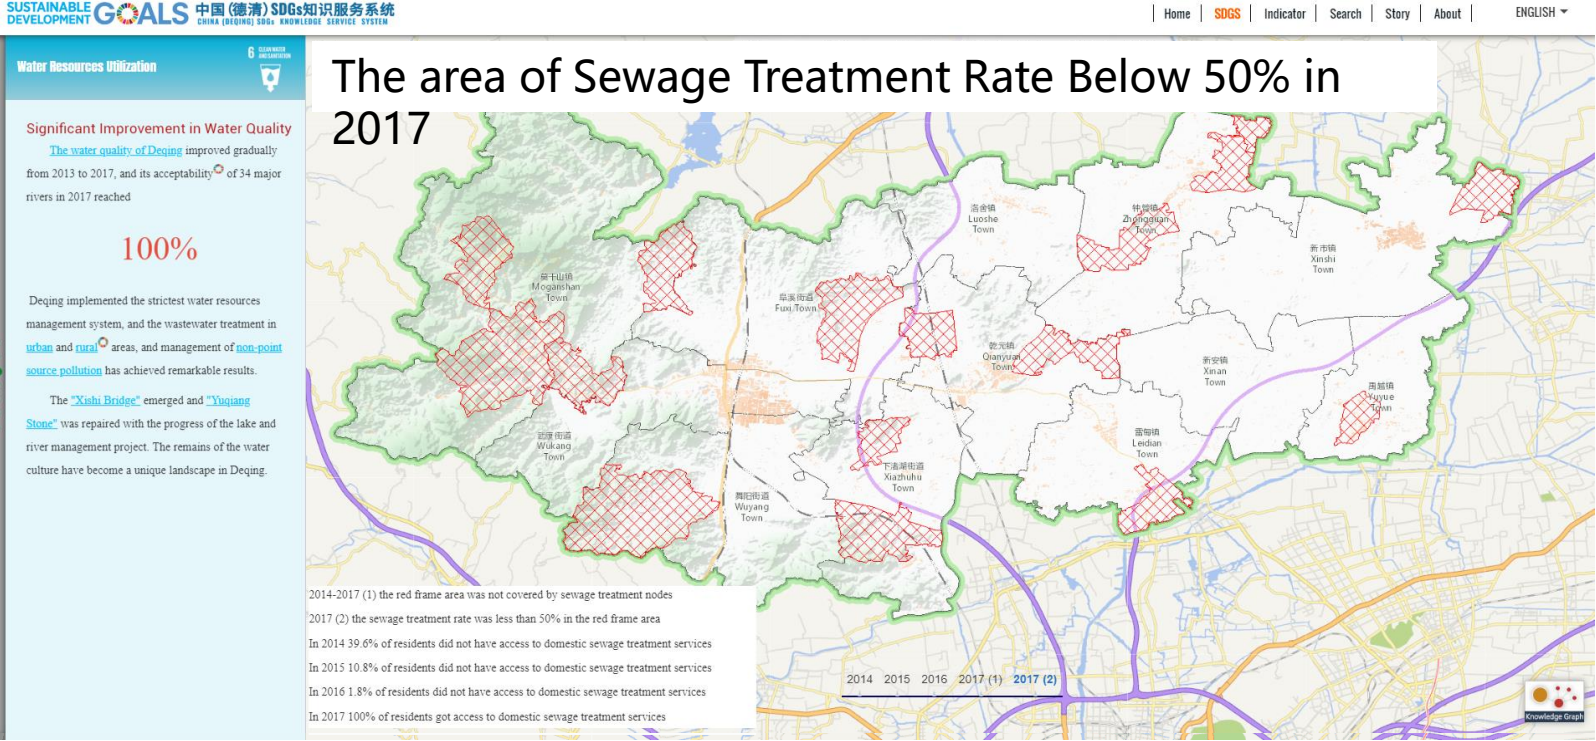 SUSTAINABLE DEVELOPMENT GOALS
中国(德清)SDGs知识服务系统
CHINA (DEQING) SDGs KNOWLEDGE SERVICE SYSTEM
Home SDGS Indicator Search Story About ENGLISH
Water Resources Utilization
6 CLEAN WATER AND SANITATION
Significant Improvement in Water Quality
The water quality of Deqing improved gradually
from 2013 to 2017, and its acceptability of 34 major
rivers in 2017 reached
100%
Deqing implemented the strictest water resources
management system, and the wastewater treatment in
urban and rural areas, and management of non-point
source pollution has achieved remarkable results.
The "Xishi Bridge" emerged and "Yuqiang
Stone" was repaired with the progress of the lake and
river management project. The remains of the water
culture have become a unique landscape in Deqing.
The area of Sewage Treatment Rate Below 50% in
2017
洛舍镇
Luoshe
Town
钟管镇
Zhongguan
Town
新市镇
Xinshi
Town
莫干山镇
Moganshan
Town
阜溪街道
Fuxi Town
乾元镇
Qianyuan
Town
新安镇
Xinan
Town
禹越镇
Yuyue
Town
武康街道
Wukang
Town
雷甸镇
Leidian
Town
下渚湖街道
Xiazhuhu
Town
舞阳街道
Wuyang
Town
2014-2017 (1) the red frame area was not covered by sewage treatment nodes
2017 (2) the sewage treatment rate was less than 50% in the red frame area
In 2014 39.6% of residents did not have access to domestic sewage treatment services
In 2015 10.8% of residents did not have access to domestic sewage treatment services
In 2016 1.8% of residents did not have access to domestic sewage treatment services
In 2017 100% of residents got access to domestic sewage treatment services
2014 2015 2016 2017 (1) 2017 (2)
Knowledge Graph